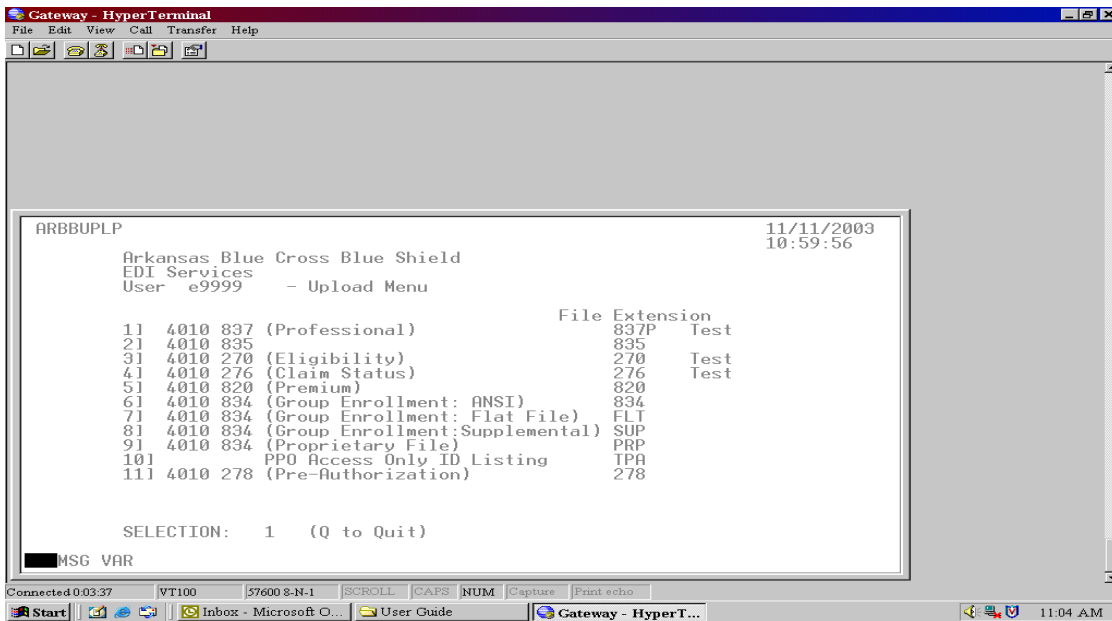 Gateway - HyperTerminal
File Edit View Call Transfer Help
ARBBUPLP 11/11/2003
10:59:56
Arkansas Blue Cross Blue Shield
EDI Services
User e9999 - Upload Menu
File Extension
1] 4010 837 (Professional) 837P Test
2] 4010 835 835
3] 4010 270 (Eligibility) 270 Test
4] 4010 276 (Claim Status) 276 Test
5] 4010 820 (Premium) 820
6] 4010 834 (Group Enrollment: ANSI) 834
7] 4010 834 (Group Enrollment: Flat File) FLT
8] 4010 834 (Group Enrollment:Supplemental) SUP
9] 4010 834 (Proprietary File) PRP
10] PPO Access Only ID Listing TPA
11] 4010 278 (Pre-Authorization) 278
SELECTION: 1 (Q to Quit)
MSG VAR
Connected 0:03:37 VT100 57600 8-N-1 SCROLL CAPS NUM Capture Print echo
Start Inbox - Microsoft O... User Guide Gateway - HyperT... 11:04 AM